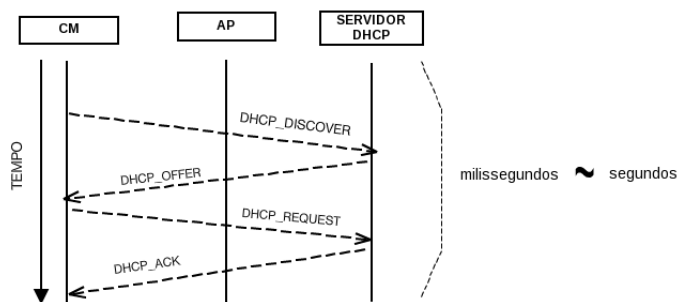 CM
AP
SERVIDOR
DHCP
TEMPO
DHCP_DISCOVER
DHCP_OFFER
DHCP_REQUEST
DHCP_ACK
milissegundos ~ segundos